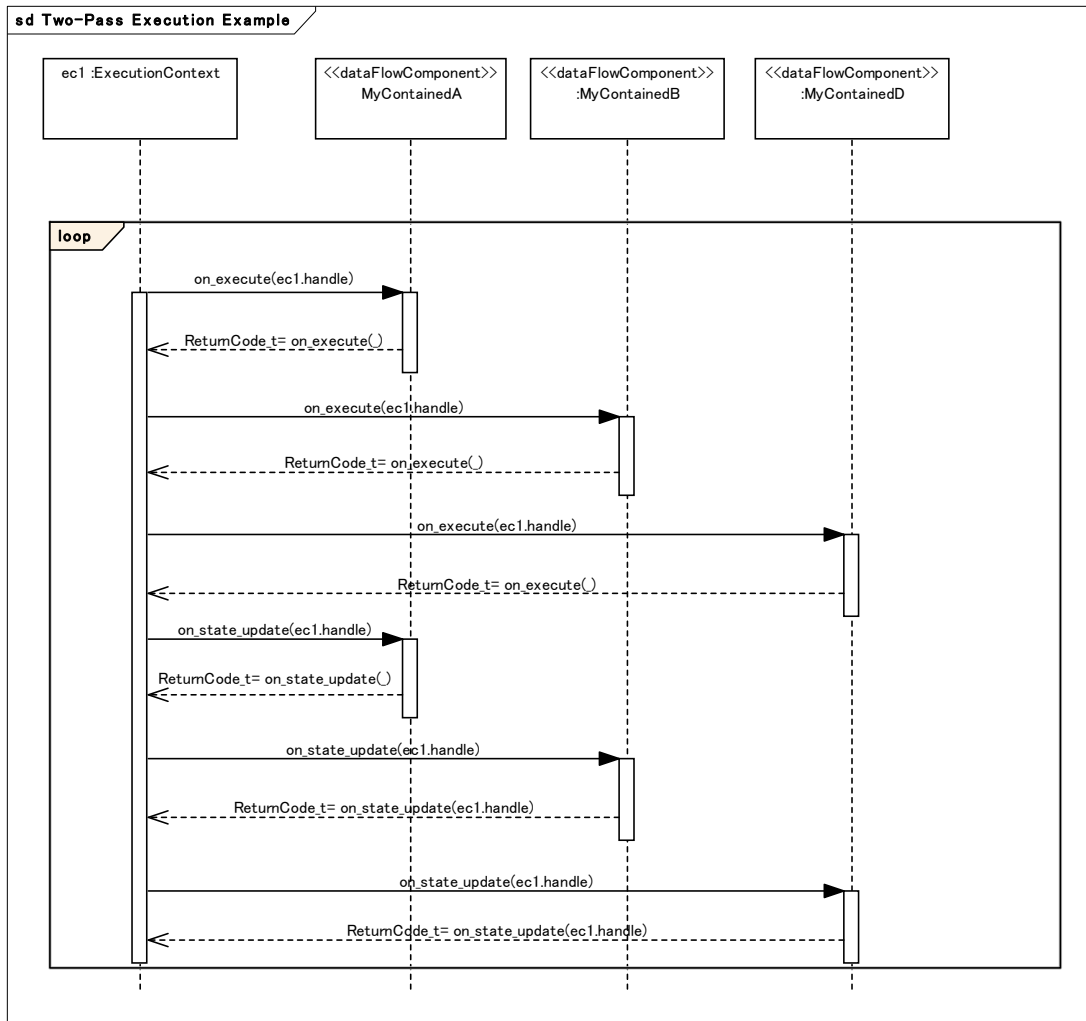 sd Two-Pass Execution Example
ec1 :ExecutionContext
<<dataFlowComponent>>
MyContainedA
<<dataFlowComponent>>
:MyContainedB
<<dataFlowComponent>>
:MyContainedD
loop
on_execute(ec1.handle)
ReturnCode_t= on_execute(_)
on_execute(ec1.handle)
ReturnCode_t= on_execute(_)
on_execute(ec1.handle)
ReturnCode_t= on_execute(_)
on_state_update(ec1.handle)
ReturnCode_t= on_state_update(_)
on_state_update(ec1.handle)
ReturnCode_t= on_state_update(ec1.handle)
on_state_update(ec1.handle)
ReturnCode_t= on_state_update(ec1.handle)